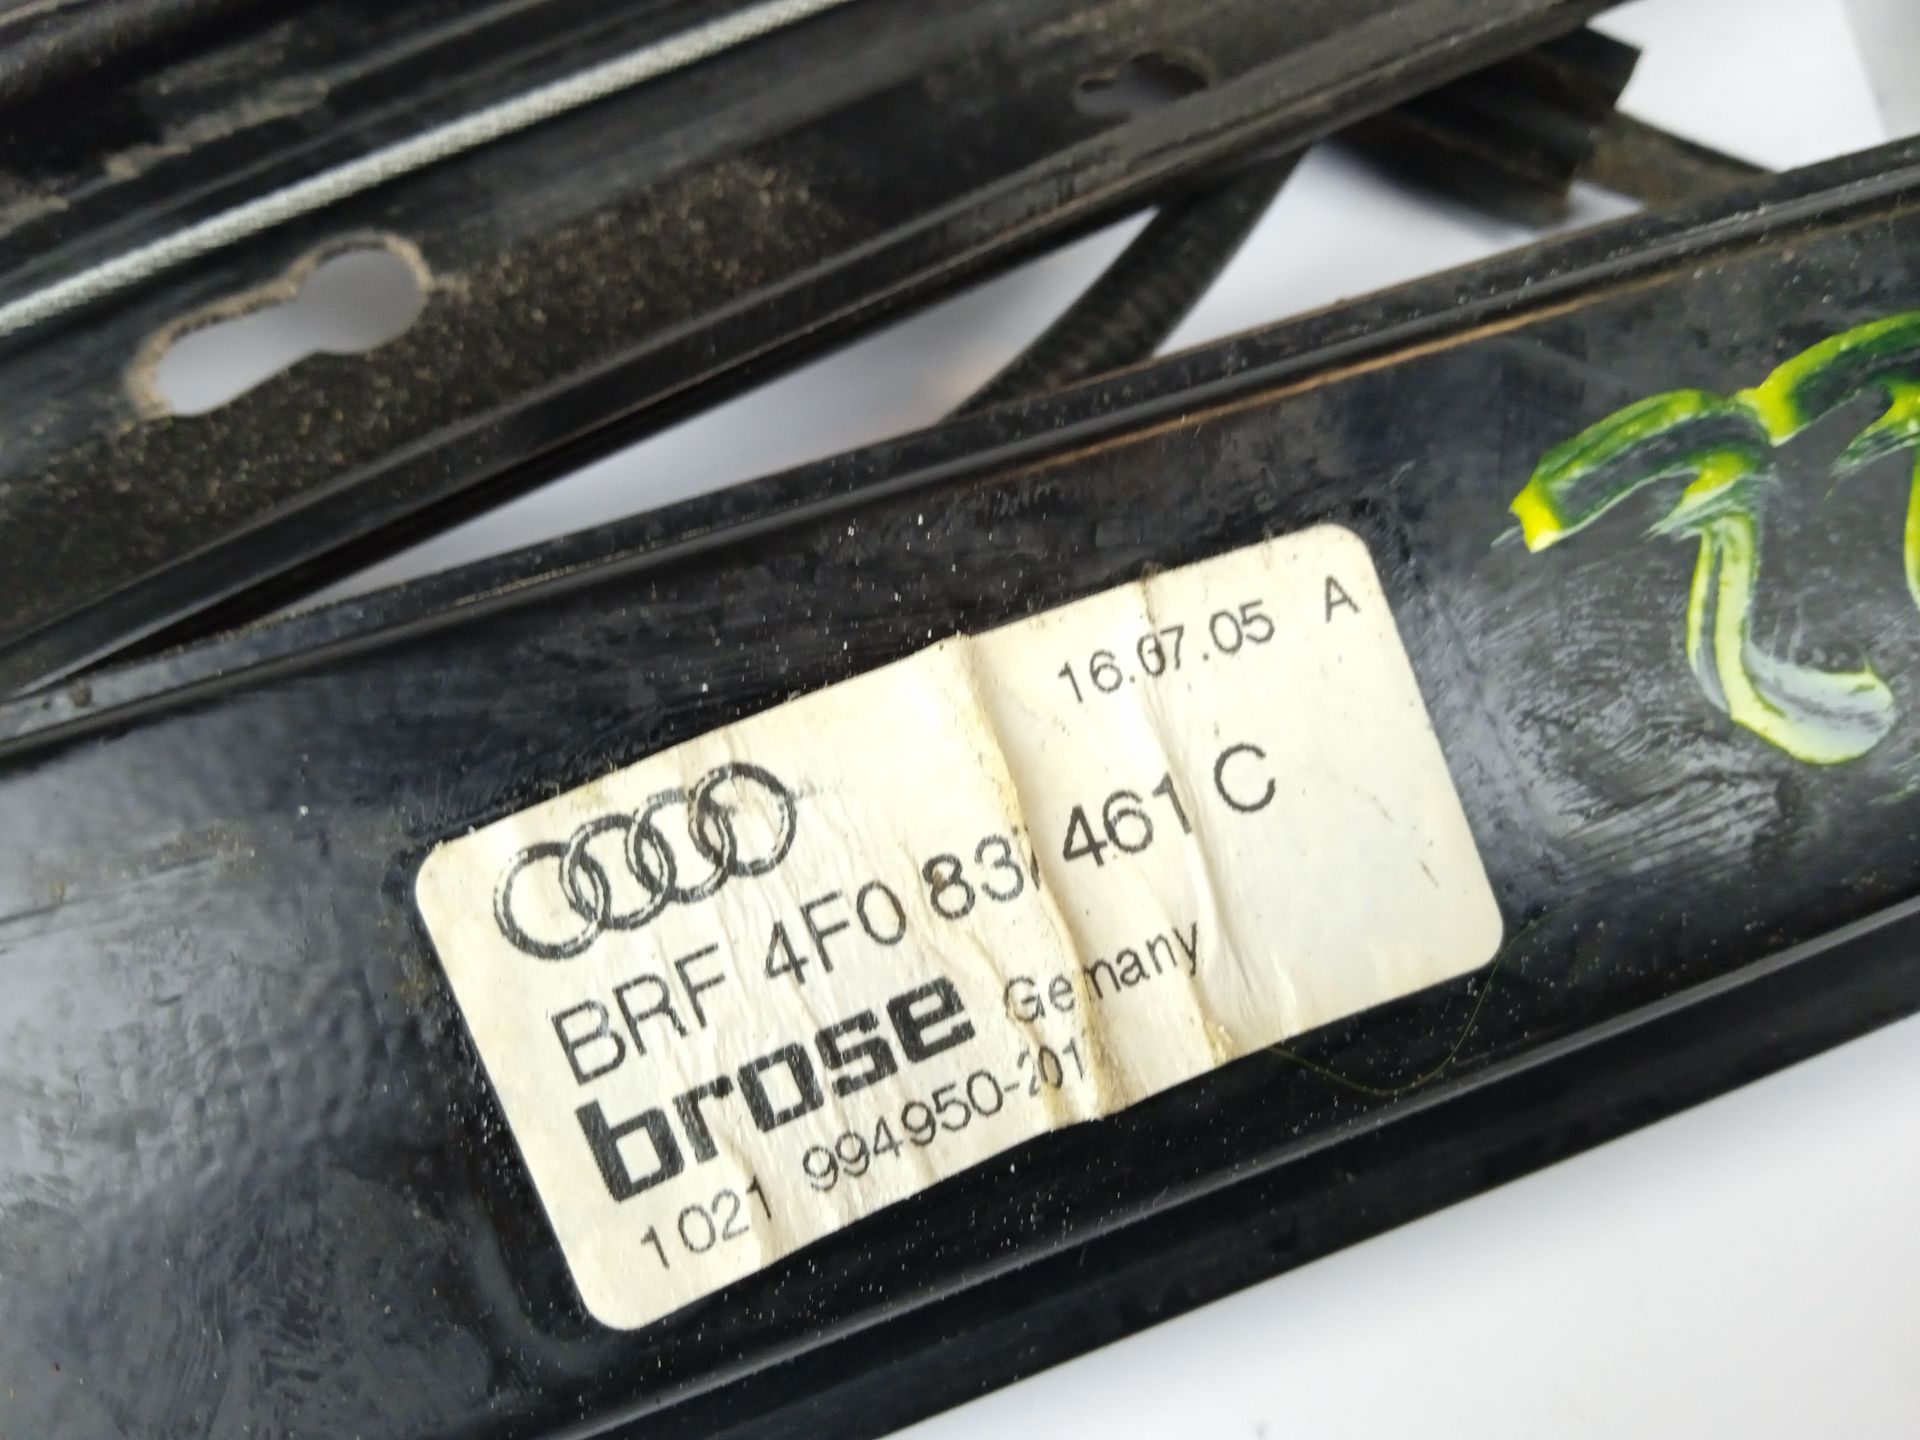 16.07.05 A
BRF 4F0 837 461 C
brose Germany
1021 994950-201